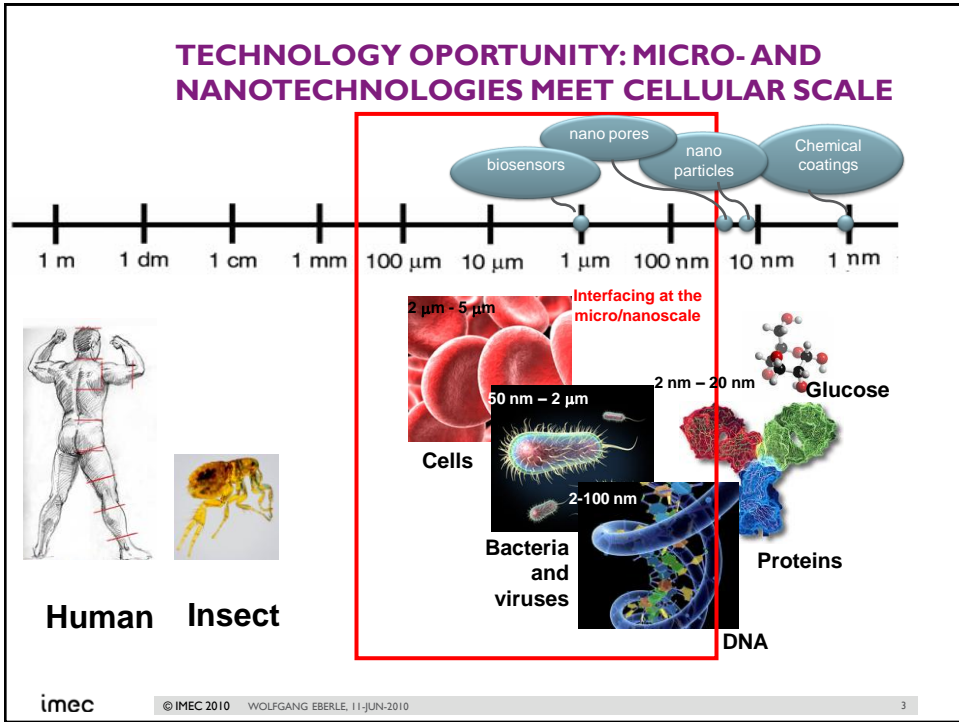 TECHNOLOGY OPORTUNITY: MICRO- AND
NANOTECHNOLOGIES MEET CELLULAR SCALE
nano pores
biosensors
nano
particles
Chemical
coatings
1 m
1 dm
1 cm
1 mm
100 μm
10 μm
1 μm
100 nm
10 nm
1 nm
Interfacing at the
micro/nanoscale
2 μm - 5 μm
Cells
50 nm – 2 μm
Bacteria
and
viruses
2-100 nm
DNA
2 nm – 20 nm
Glucose
Proteins
Human
Insect
imec
© IMEC 2010 WOLFGANG EBERLE, 11-JUN-2010
3